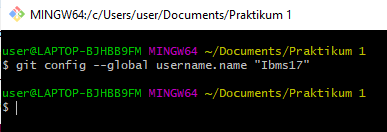 MINGW64:/c/Users/user/Documents/Praktikum 1
user@LAPTOP-BJHBB9FM MINGW64 ~/Documents/Praktikum 1
$ git config --global username.name "Ibms17"
user@LAPTOP-BJHBB9FM MINGW64 ~/Documents/Praktikum 1
$